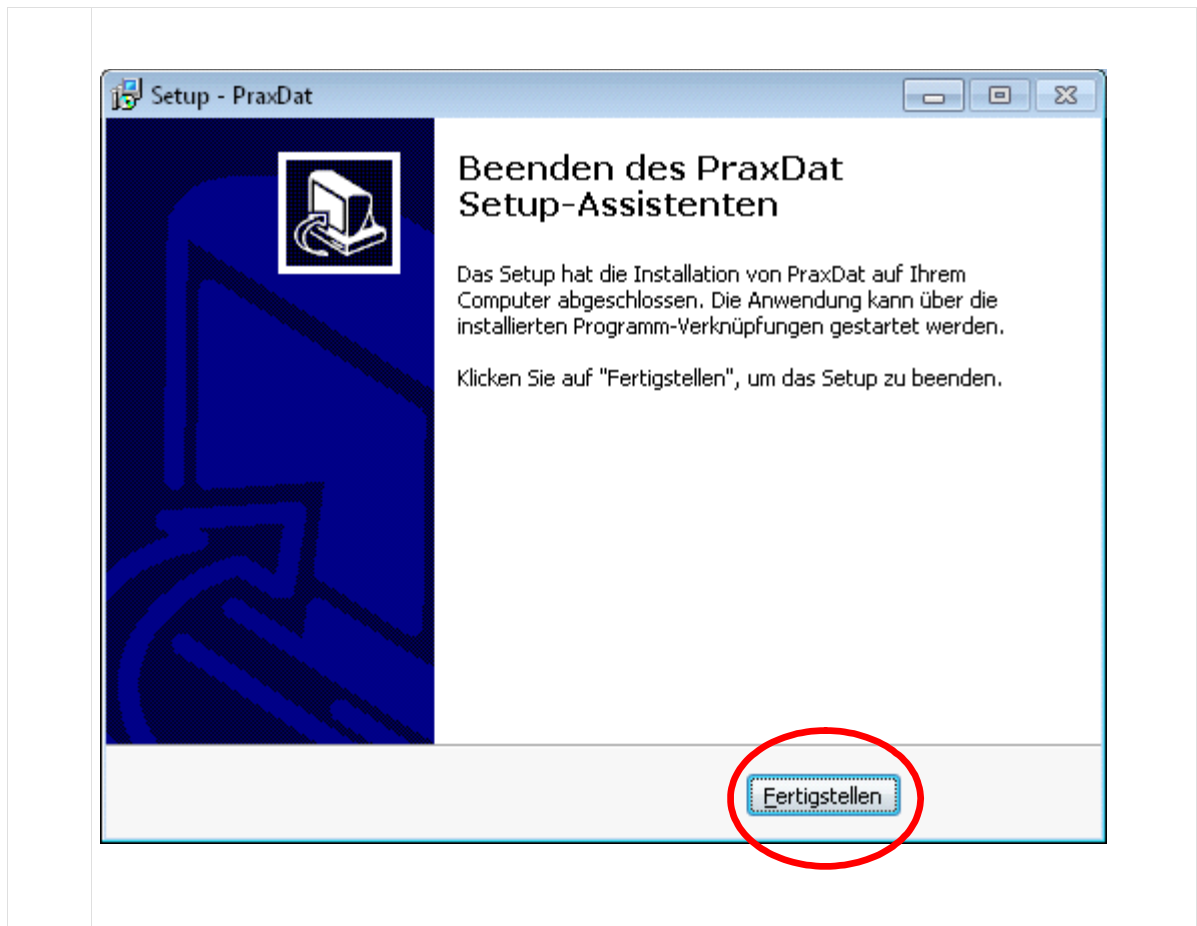 Setup - PraxDat
Beenden des PraxDat
Setup-Assistenten
Das Setup hat die Installation von PraxDat auf Ihrem
Computer abgeschlossen. Die Anwendung kann über die
installierten Programm-Verknüpfungen gestartet werden.
Klicken Sie auf "Fertigstellen", um das Setup zu beenden.
Fertigstellen